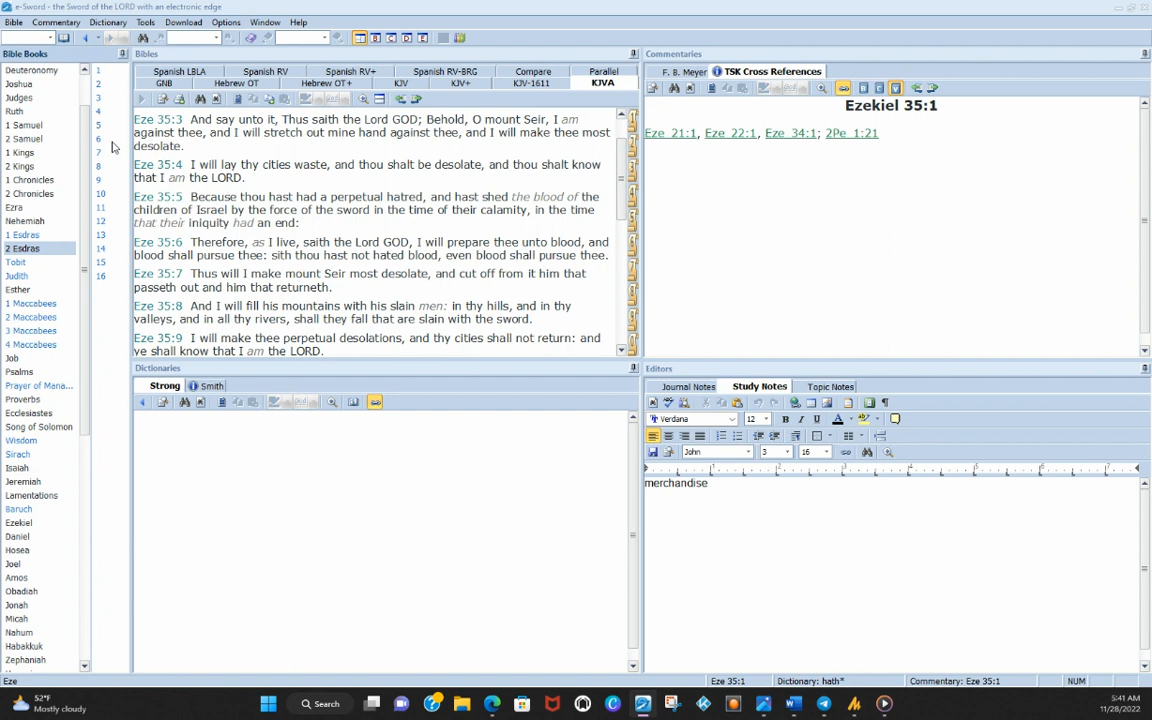 e-Sword - the Sword of the LORD with an electronic edge
Bible Commentary Dictionary Tools Download Options Window Help
B C D E
Bible Books
Deuteronomy
Joshua
Judges
Ruth
1 Samuel
2 Samuel
1 Kings
2 Kings
1 Chronicles
2 Chronicles
Ezra
Nehemiah
1 Esdras
2 Esdras
Tobit
Judith
Esther
1 Maccabees
2 Maccabees
3 Maccabees
4 Maccabees
Job
Psalms
Prayer of Mana...
Proverbs
Ecclesiastes
Song of Solomon
Wisdom
Sirach
Isaiah
Jeremiah
Lamentations
Baruch
Ezekiel
Daniel
Hosea
Joel
Amos
Obadiah
Jonah
Micah
Nahum
Habakkuk
Zephaniah
1
2
3
4
5
6
7
8
9
10
11
12
13
14
15
16
Bibles
Spanish LBLA Spanish RV Spanish RV+ Spanish RV-BRG Compare Parallel
GNB Hebrew OT Hebrew OT+ KJV KJV+ KJV-1611 KJVA
Eze 35:3 And say unto it, Thus saith the Lord GOD; Behold, O mount Seir, I am
against thee, and I will stretch out mine hand against thee, and I will make thee most
desolate.
Eze 35:4 I will lay thy cities waste, and thou shalt be desolate, and thou shalt know
that I am the LORD.
Eze 35:5 Because thou hast had a perpetual hatred, and hast shed the blood of the
children of Israel by the force of the sword in the time of their calamity, in the time
that their iniquity had an end:
Eze 35:6 Therefore, as I live, saith the Lord GOD, I will prepare thee unto blood, and
blood shall pursue thee: sith thou hast not hated blood, even blood shall pursue thee.
Eze 35:7 Thus will I make mount Seir most desolate, and cut off from it him that
passeth out and him that returneth.
Eze 35:8 And I will fill his mountains with his slain men: in thy hills, and in thy
valleys, and in all thy rivers, shall they fall that are slain with the sword.
Eze 35:9 I will make thee perpetual desolations, and thy cities shall not return: and
ye shall know that I am the LORD.
Commentaries
F. B. Meyer TSK Cross References
B C V
Ezekiel 35:1
Eze_21:1, Eze_22:1, Eze_34:1; 2Pe_1:21
Dictionaries
Strong Smith
Editors
Journal Notes Study Notes Topic Notes
Verdana 12 B I U A
John 3 16
1 2 3 4 5 6 7
merchandise
Eze
Eze 35:1 Dictionary: hath* Commentary: Eze 35:1 NUM
52°F
Mostly cloudy
Search
5:41 AM
11/28/2022